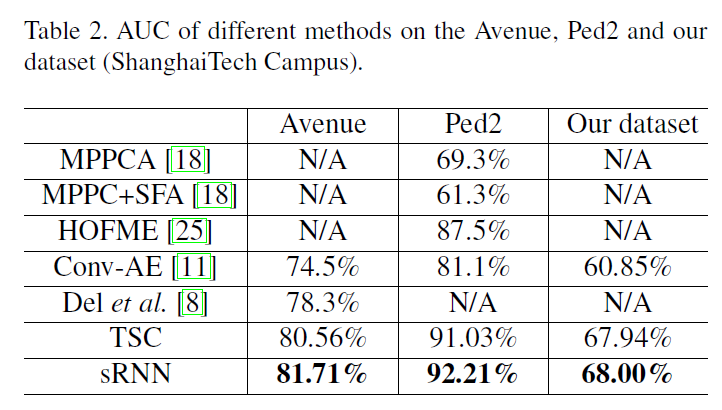 Table 2. AUC of different methods on the Avenue, Ped2 and our
dataset (ShanghaiTech Campus).
Avenue Ped2 Our dataset
MPPCA [18] N/A 69.3% N/A
MPPC+SFA [18] N/A 61.3% N/A
HOFME [25] N/A 87.5% N/A
Conv-AE [11] 74.5% 81.1% 60.85%
Del et al. [8] 78.3% N/A N/A
TSC 80.56% 91.03% 67.94%
sRNN 81.71% 92.21% 68.00%